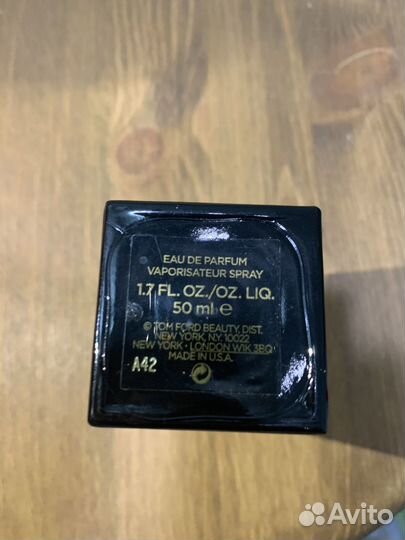 EAU DE PARFUM
VAPORISATEUR SPRAY
1.7 FL. OZ./OZ. LIQ.
50 ml e
© TOM FORD BEAUTY, DIST.
NEW YORK, N.Y. 10022
NEW YORK • LONDON W1K 3BQ
MADE IN U.S.A.
A42
Avito